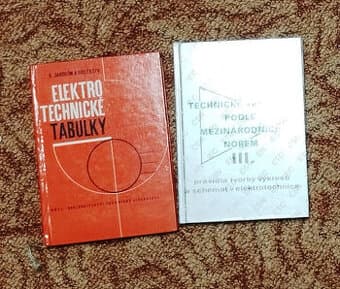 ELEKTRO
TECHNICKÉ
TABULKY
TECHNICKÉ
PODLE
MEZINÁRODNÍCH
NOREM
III.
pravidla tvorby výkresů
a schémat v elektrotechnice